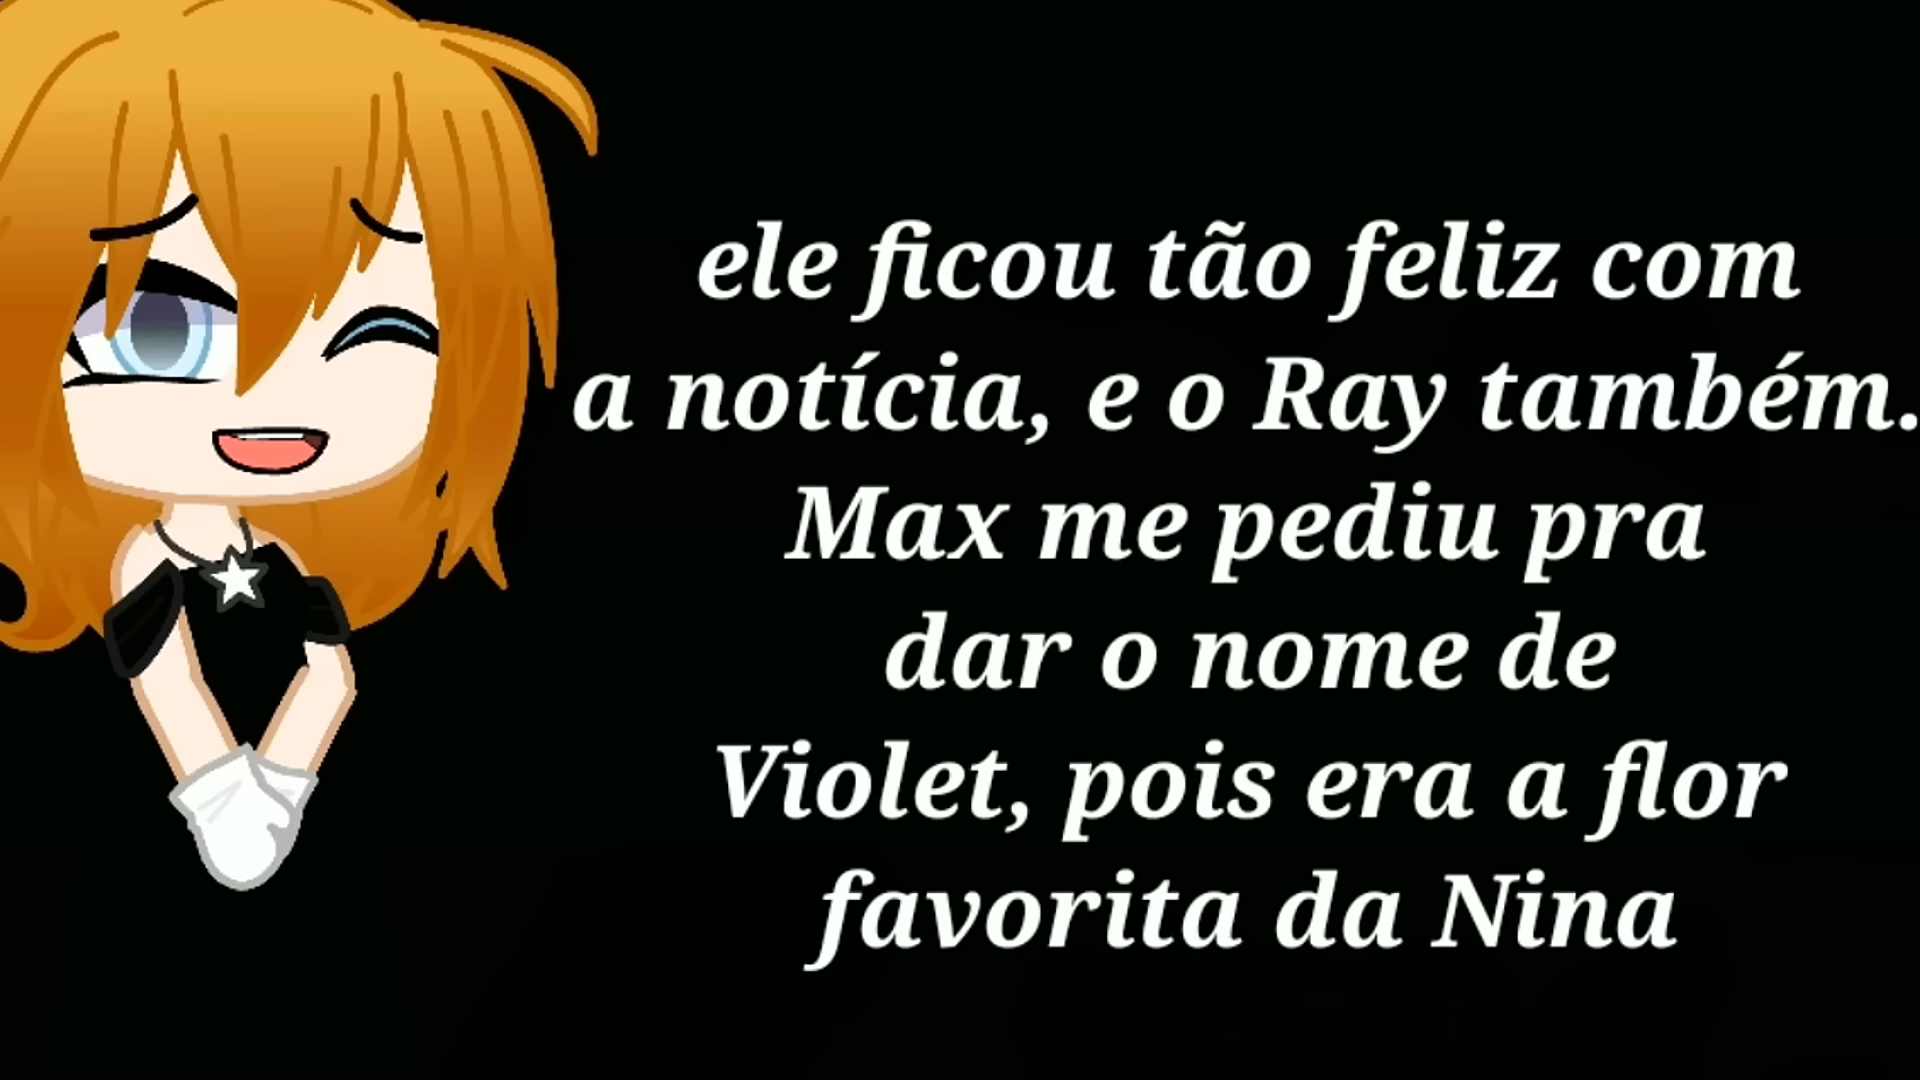 ele ficou tão feliz com
a notícia, e o Ray também.
Max me pediu pra
dar o nome de
Violet, pois era a flor
favorita da Nina